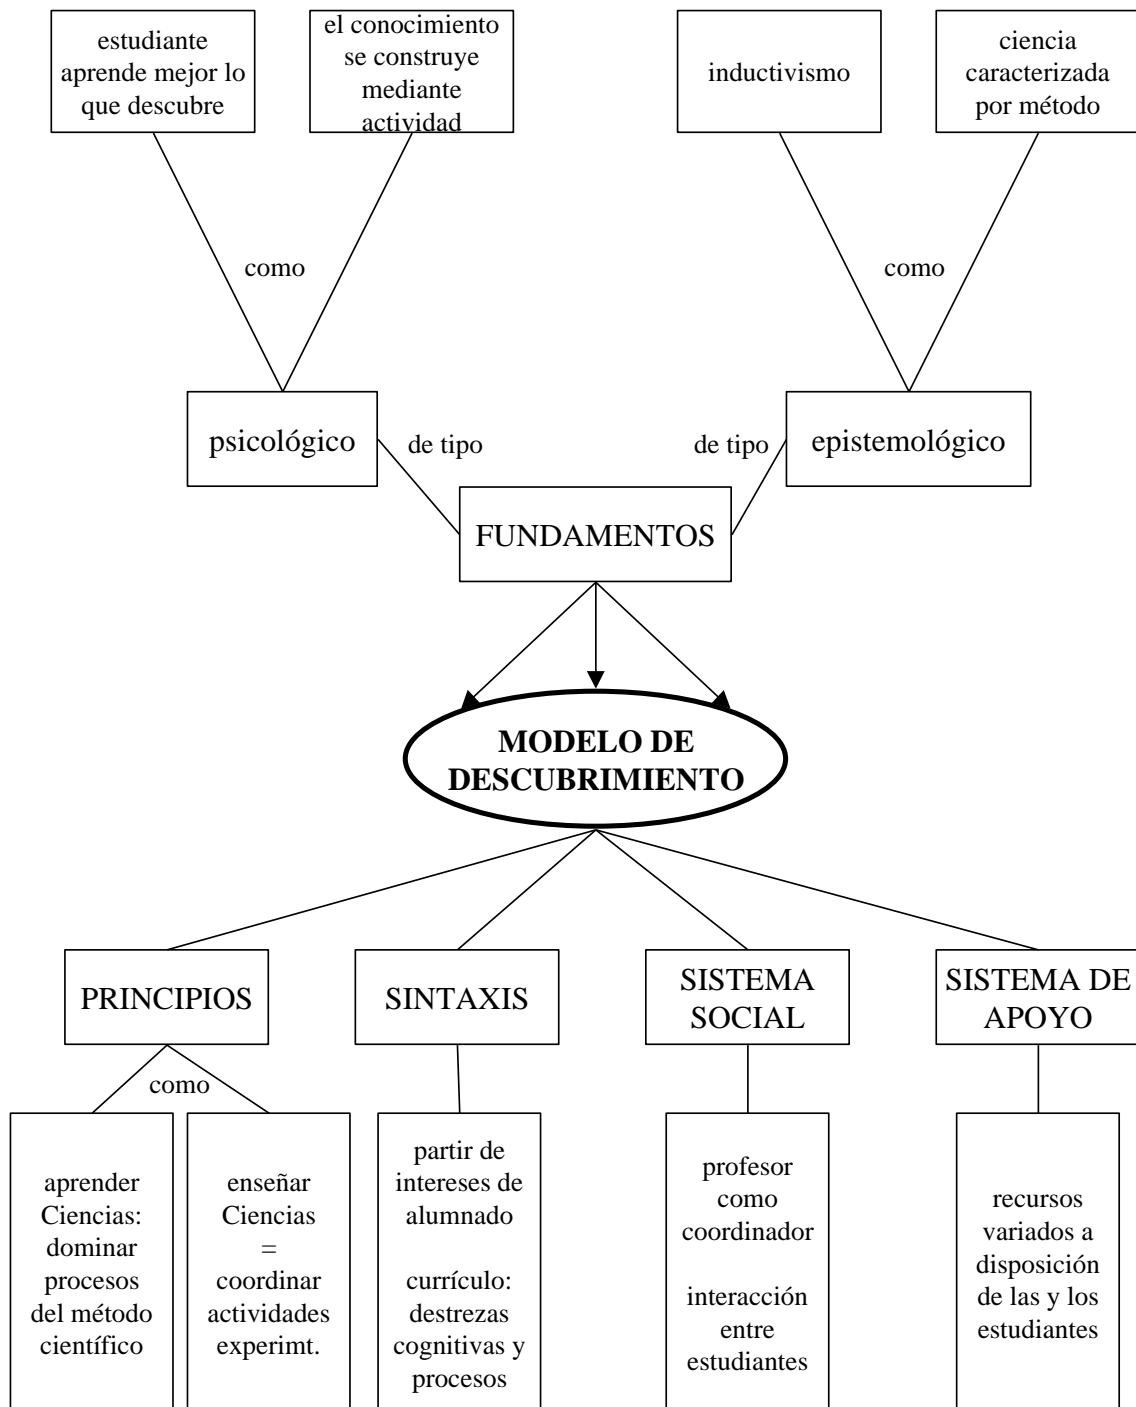 estudiante
aprende mejor lo
que descubre
el conocimiento
se construye
mediante
actividad
inductivismo
ciencia
caracterizada
por método
como
como
psicológico
de tipo
de tipo
epistemológico
FUNDAMENTOS
MODELO DE
DESCUBRIMIENTO
PRINCIPIOS
SINTAXIS
SISTEMA
SOCIAL
SISTEMA DE
APOYO
como
aprender
Ciencias:
dominar
procesos
del método
científico
enseñar
Ciencias
=
coordinar
actividades
experimt.
partir de
intereses de
alumnado
currículo:
destrezas
cognitivas y
procesos
profesor
como
coordinador
interacción
entre
estudiantes
recursos
variados a
disposición
de las y los
estudiantes